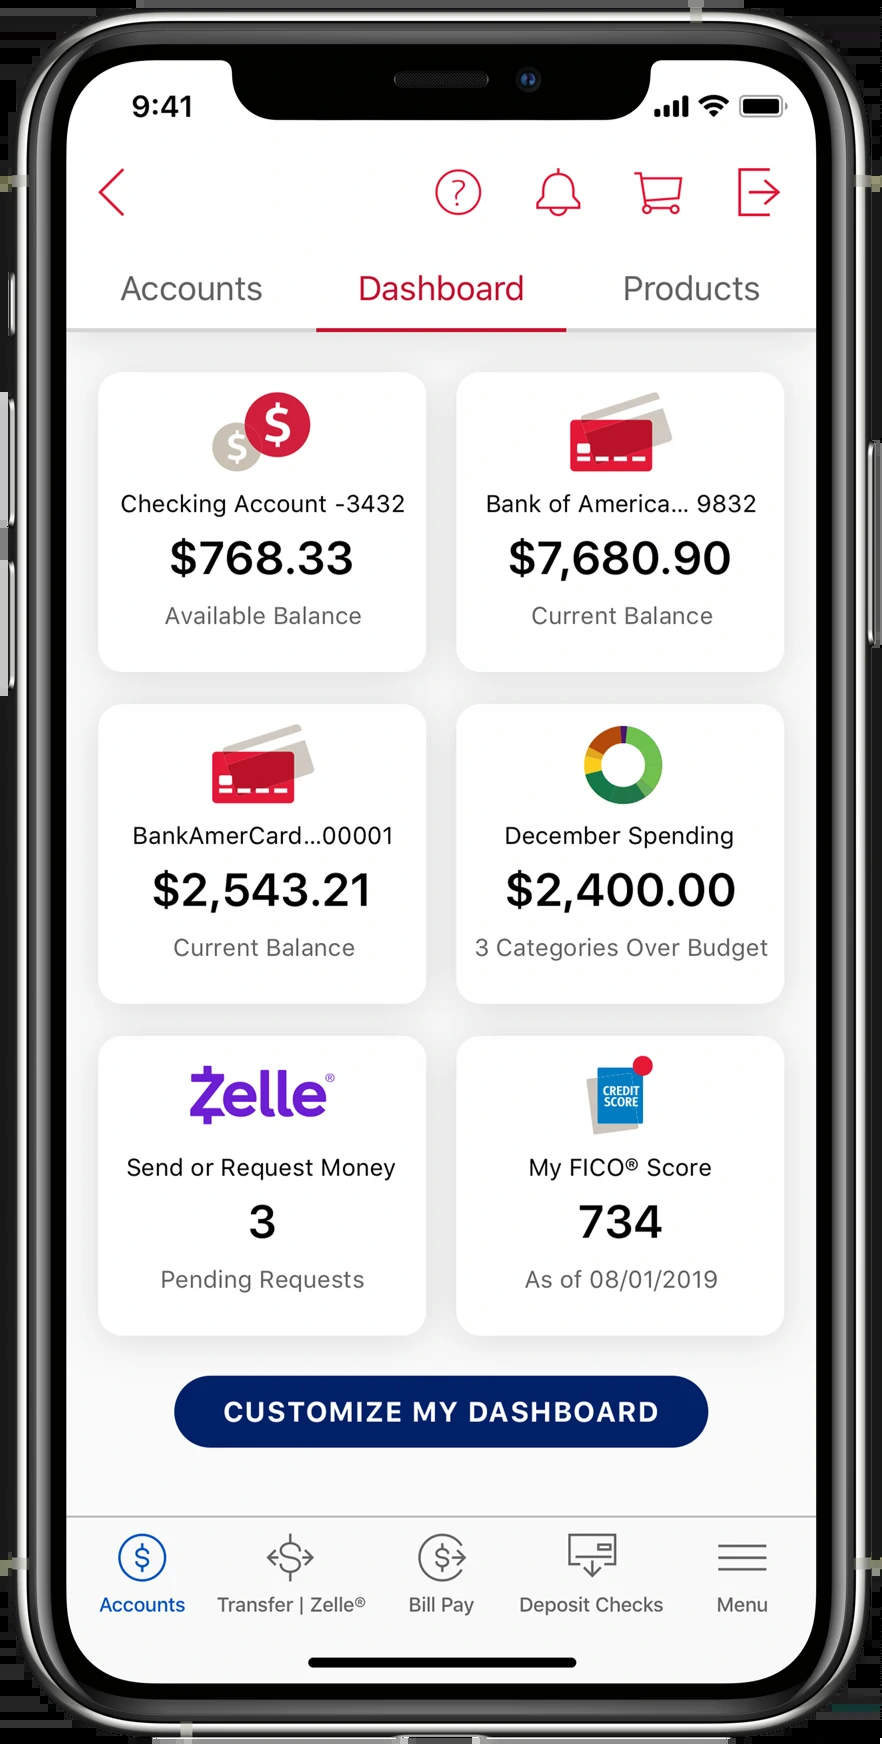 9:41
?
Accounts Dashboard Products
$ $
Checking Account -3432
$768.33
Available Balance
Bank of America... 9832
$7,680.90
Current Balance
BankAmerCard...00001
$2,543.21
Current Balance
December Spending
$2,400.00
3 Categories Over Budget
Zelle®
Send or Request Money
3
Pending Requests
CREDIT
SCORE
My FICO® Score
734
As of 08/01/2019
CUSTOMIZE MY DASHBOARD
$ $ $
Accounts Transfer | Zelle® Bill Pay Deposit Checks Menu